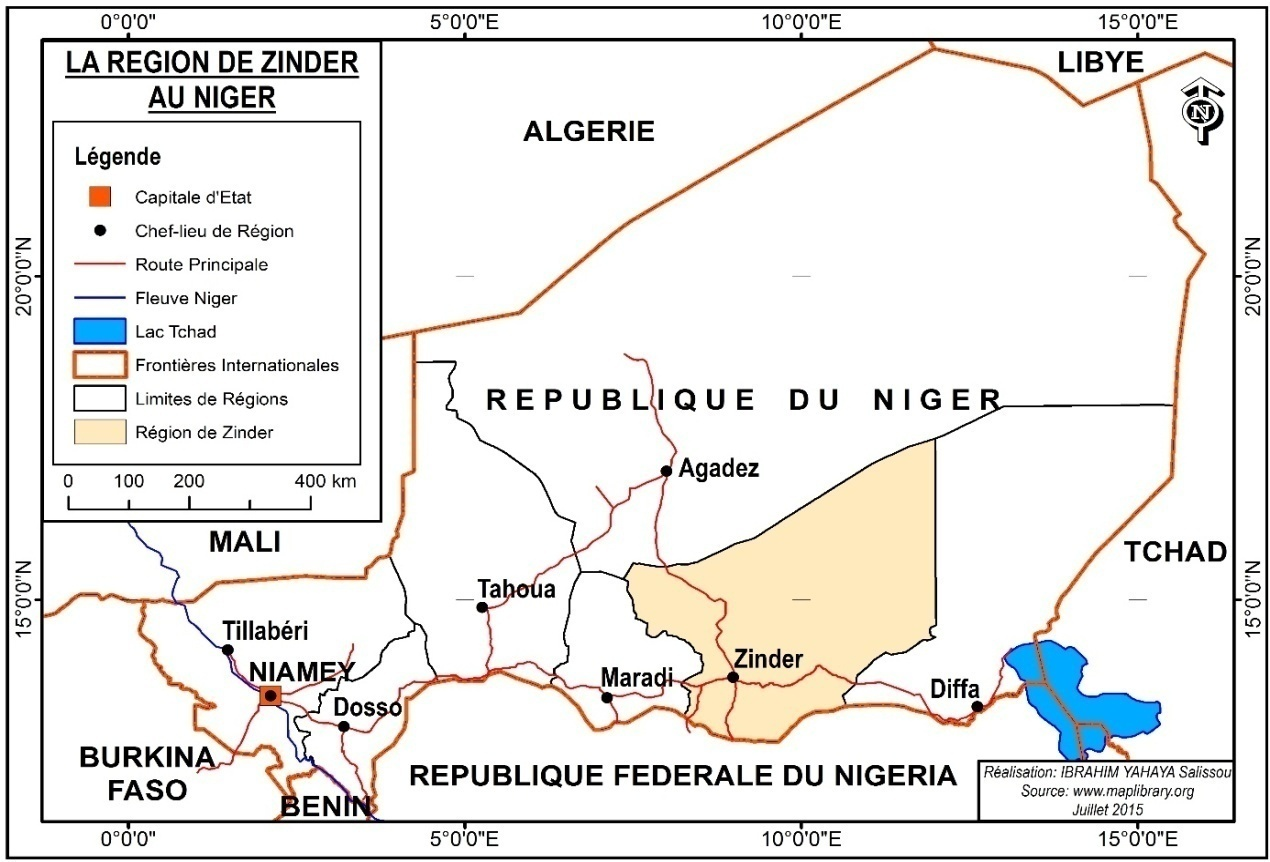 0°0'0"
5°0'0"E
10°0'0"E
15°0'0"E
LA REGION DE ZINDER
AU NIGER
Légende
Capitale d'Etat
Chef-lieu de Région
Route Principale
Fleuve Niger
Lac Tchad
Frontières Internationales
Limites de Régions
Région de Zinder
0 100 200 400 km
LIBYE
N
ALGERIE
20°0'0"N
20°0'0"N
REPUBLIQUE DU NIGER
Agadez
MALI
TCHAD
15°0'0"N
15°0'0"N
Tahoua
Tillabéri
NIAMEY
Zinder
Maradi
Diffa
Dosso
BURKINA
FASO
BENIN
REPUBLIQUE FEDERALE DU NIGERIA
Réalisation: IBRAHIM YAHAYA Salissou
Source: www.maplibrary.org
Juillet 2015
0°0'0"
5°0'0"E
10°0'0"E
15°0'0"E